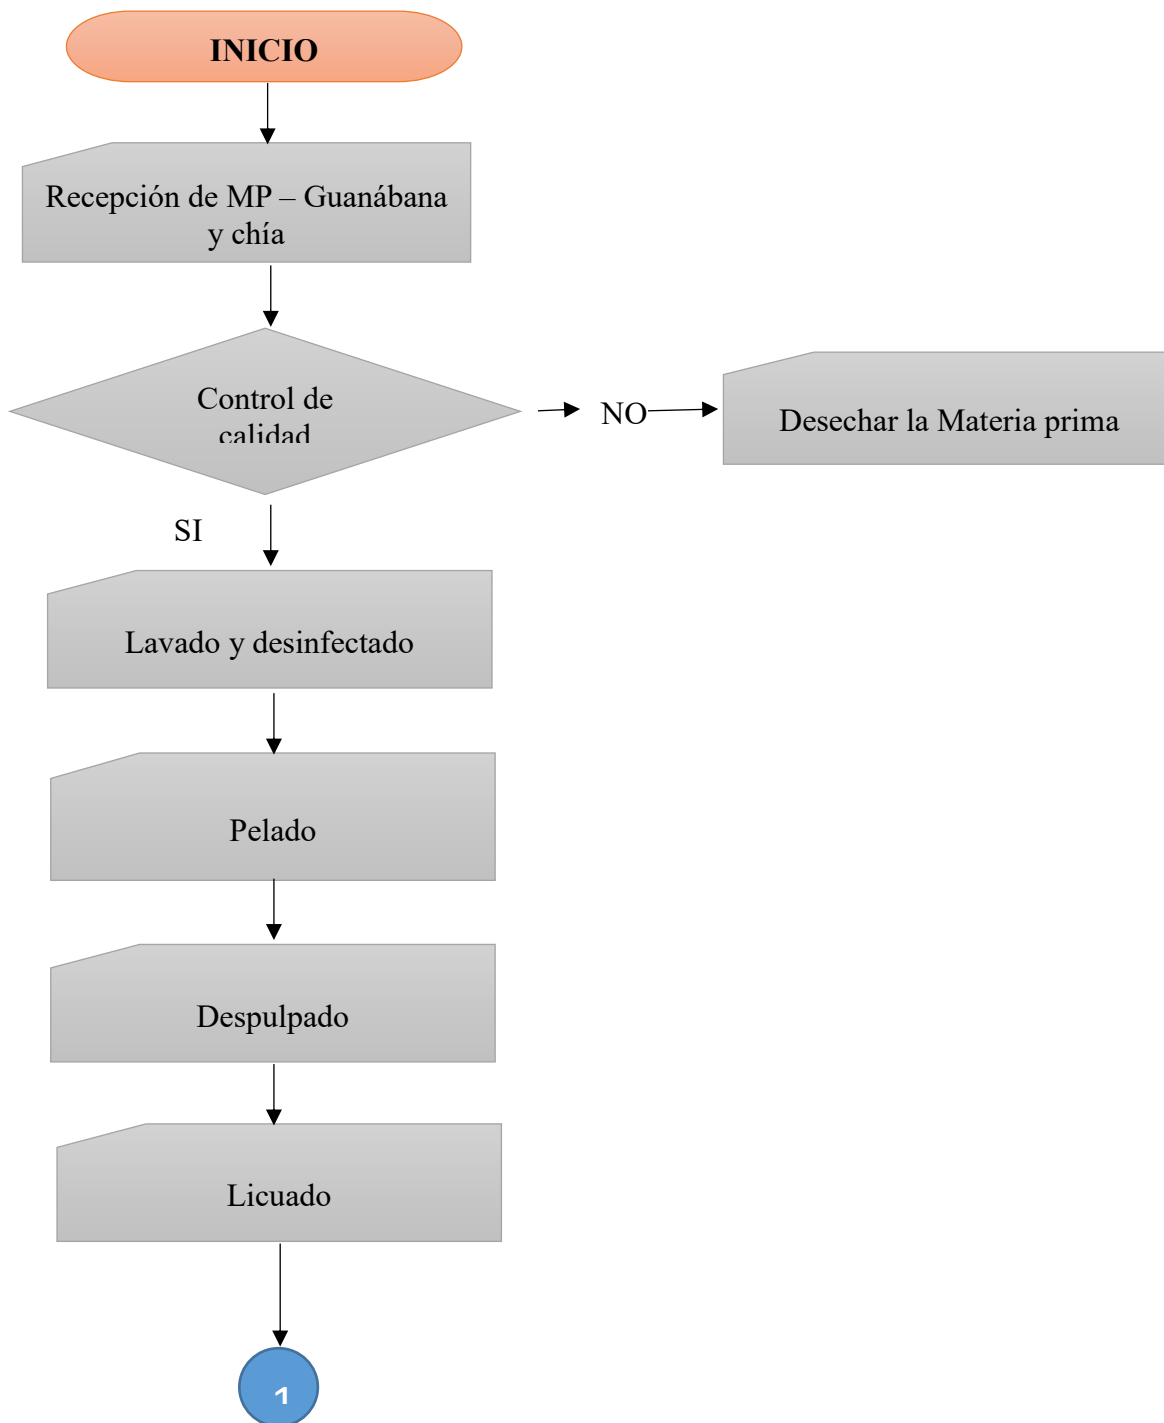 INICIO
Recepción de MP – Guanábana
y chía
Control de
calidad
NO
Desechar la Materia prima
SI
Lavado y desinfectado
Pelado
Despulpado
Licuado
1